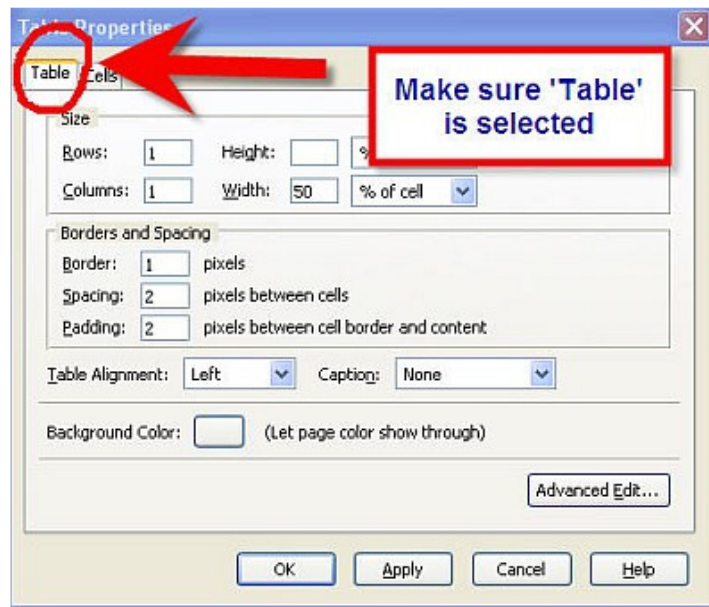 Table Properties
Table Cells
Make sure 'Table'
is selected
Size
Rows: 1 Height: %
Columns: 1 Width: 50 % of cell
Borders and Spacing
Border: 1 pixels
Spacing: 2 pixels between cells
Padding: 2 pixels between cell border and content
Table Alignment: Left Caption: None
Background Color: (Let page color show through)
Advanced Edit...
OK Apply Cancel Help